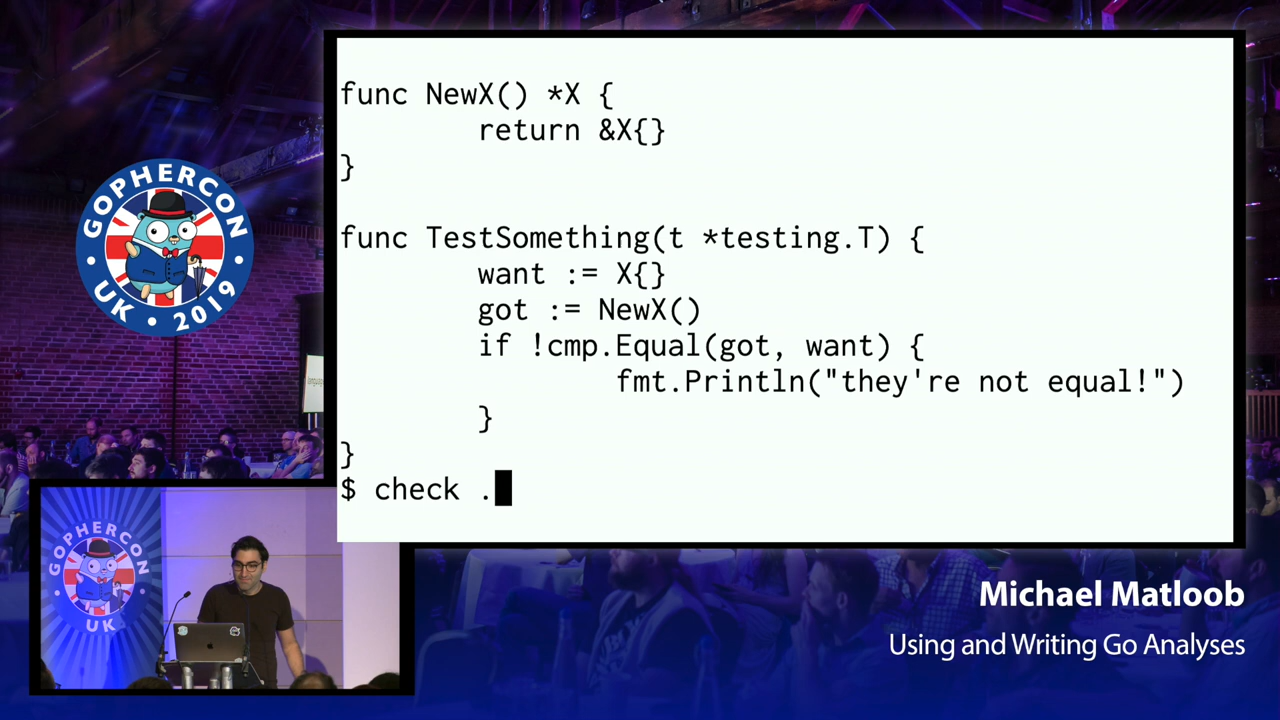 GOPHERCON
UK • 2019
func NewX() *X {
return &X{}
}
func TestSomething(t *testing.T) {
want := X{}
got := NewX()
if !cmp.Equal(got, want) {
fmt.Println("they're not equal!")
}
}
$ check .
GOPHERCON
UK
Michael Matloob
Using and Writing Go Analyses